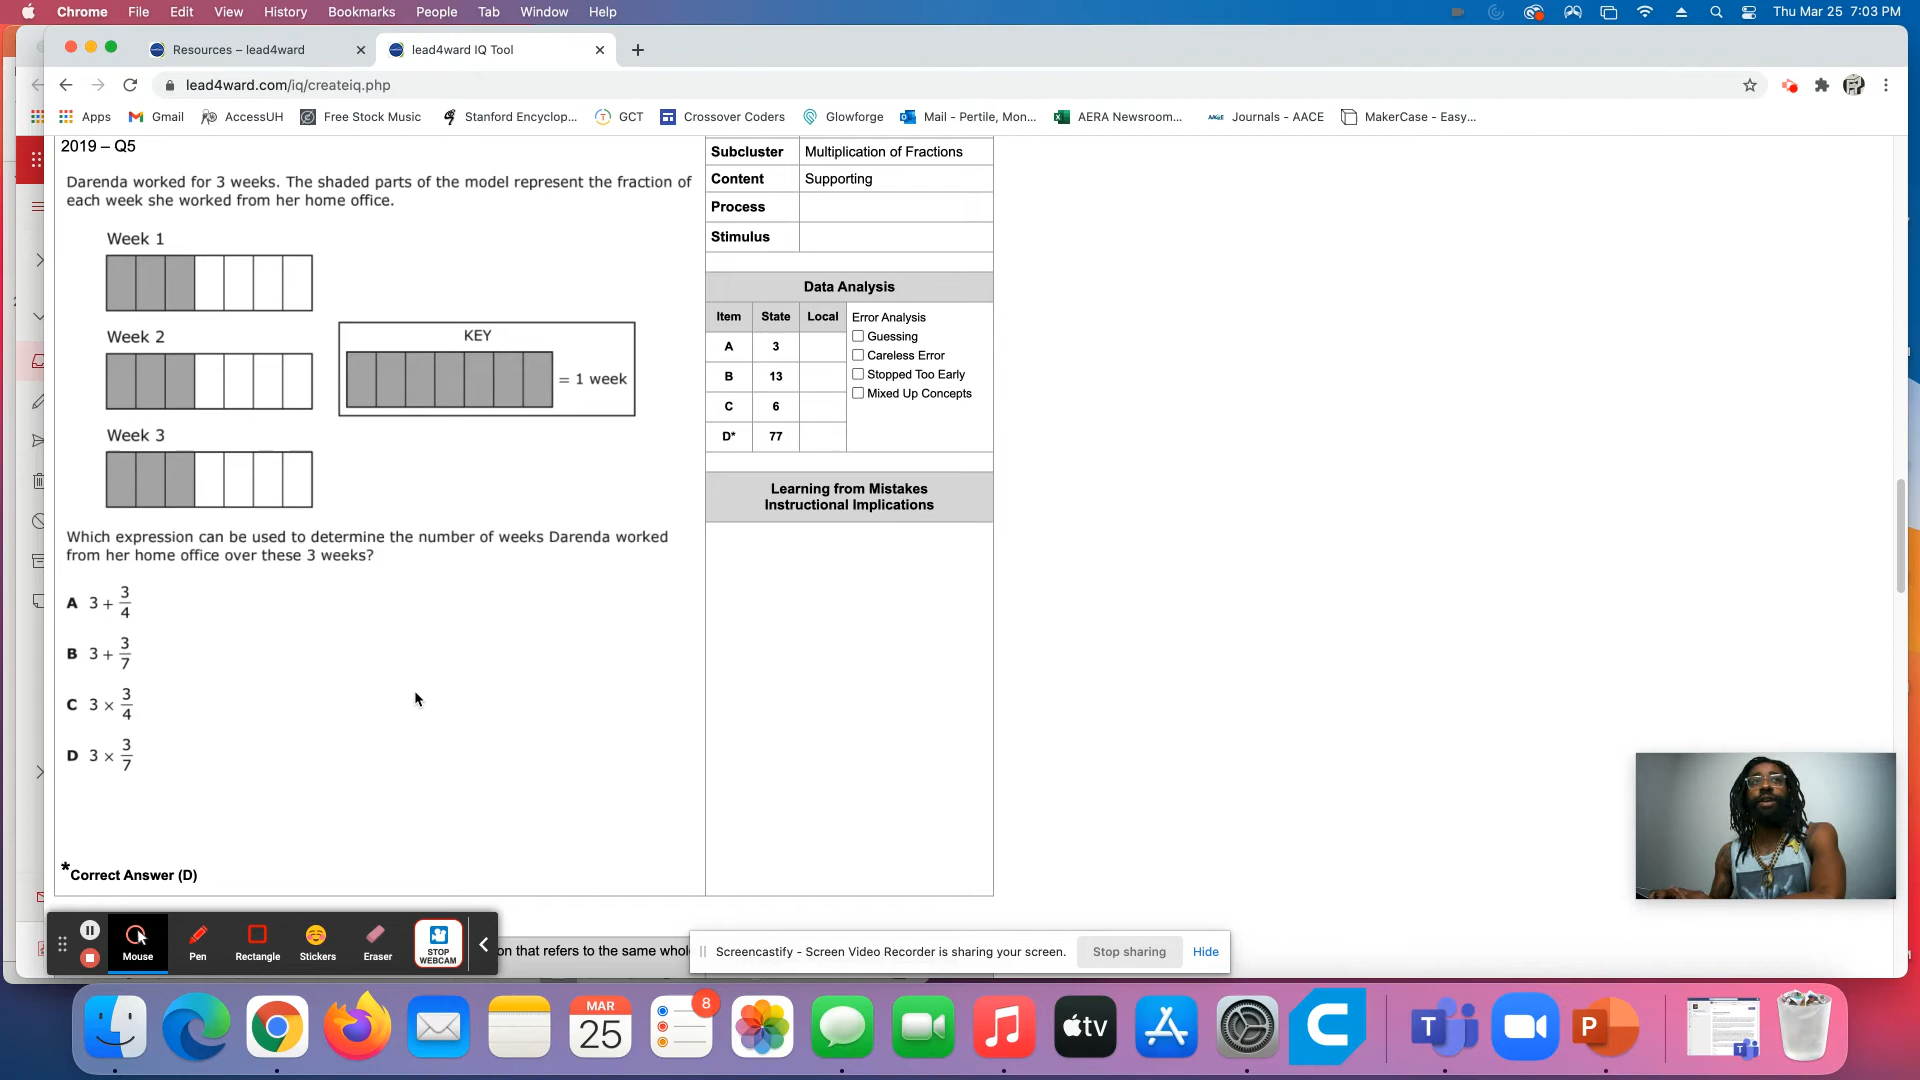 Chrome File Edit View History Bookmarks People Tab Window Help Thu Mar 25 7:03 PM
Resources – lead4ward
lead4ward IQ Tool
lead4ward.com/iq/createiq.php
Apps Gmail AccessUH Free Stock Music Stanford Encyclop... GCT Crossover Coders Glowforge Mail - Pertile, Mon... AERA Newsroom... Journals - AACE MakerCase - Easy...
2019 – Q5
Darenda worked for 3 weeks. The shaded parts of the model represent the fraction of
each week she worked from her home office.
Week 1
Week 2
KEY
= 1 week
Week 3
Which expression can be used to determine the number of weeks Darenda worked
from her home office over these 3 weeks?
A 3 + 3/4
B 3 + 3/7
C 3 × 3/4
D 3 × 3/7
*Correct Answer (D)
Subcluster Multiplication of Fractions
Content Supporting
Process
Stimulus
Data Analysis
Item State Local Error Analysis
Guessing
Careless Error
Stopped Too Early
Mixed Up Concepts
A 3
B 13
C 6
D* 77
Learning from Mistakes
Instructional Implications
Mouse Pen Rectangle Stickers Eraser STOP WEBCAM
on that refers to the same whol
Screencastify - Screen Video Recorder is sharing your screen. Stop sharing Hide
MAR
25
8
tv
T
P